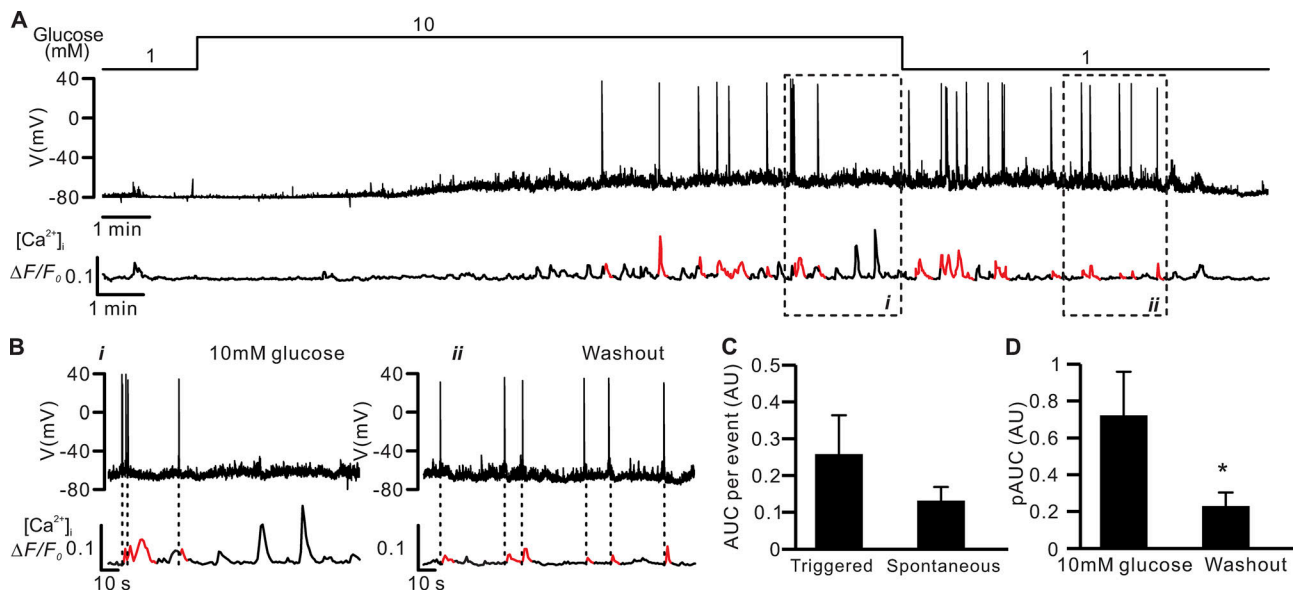 A
Glucose
(mM)
1
10
1
40
0
-40
-80
V(mV)
1 min
[Ca²⁺]i
ΔF/F₀ 0.1
1 min
i
ii
B
i
10mM glucose
ii
Washout
40
0
-40
-80
V(mV)
40
0
-40
-80
V(mV)
[Ca²⁺]i
ΔF/F₀ 0.1
10 s
[Ca²⁺]i
ΔF/F₀ 0.1
10 s
C
0.5
0.4
0.3
0.2
0.1
0
AUC per event (AU)
Triggered Spontaneous
D
1
0.8
0.6
0.4
0.2
0
pAUC (AU)
*
10mM glucose Washout